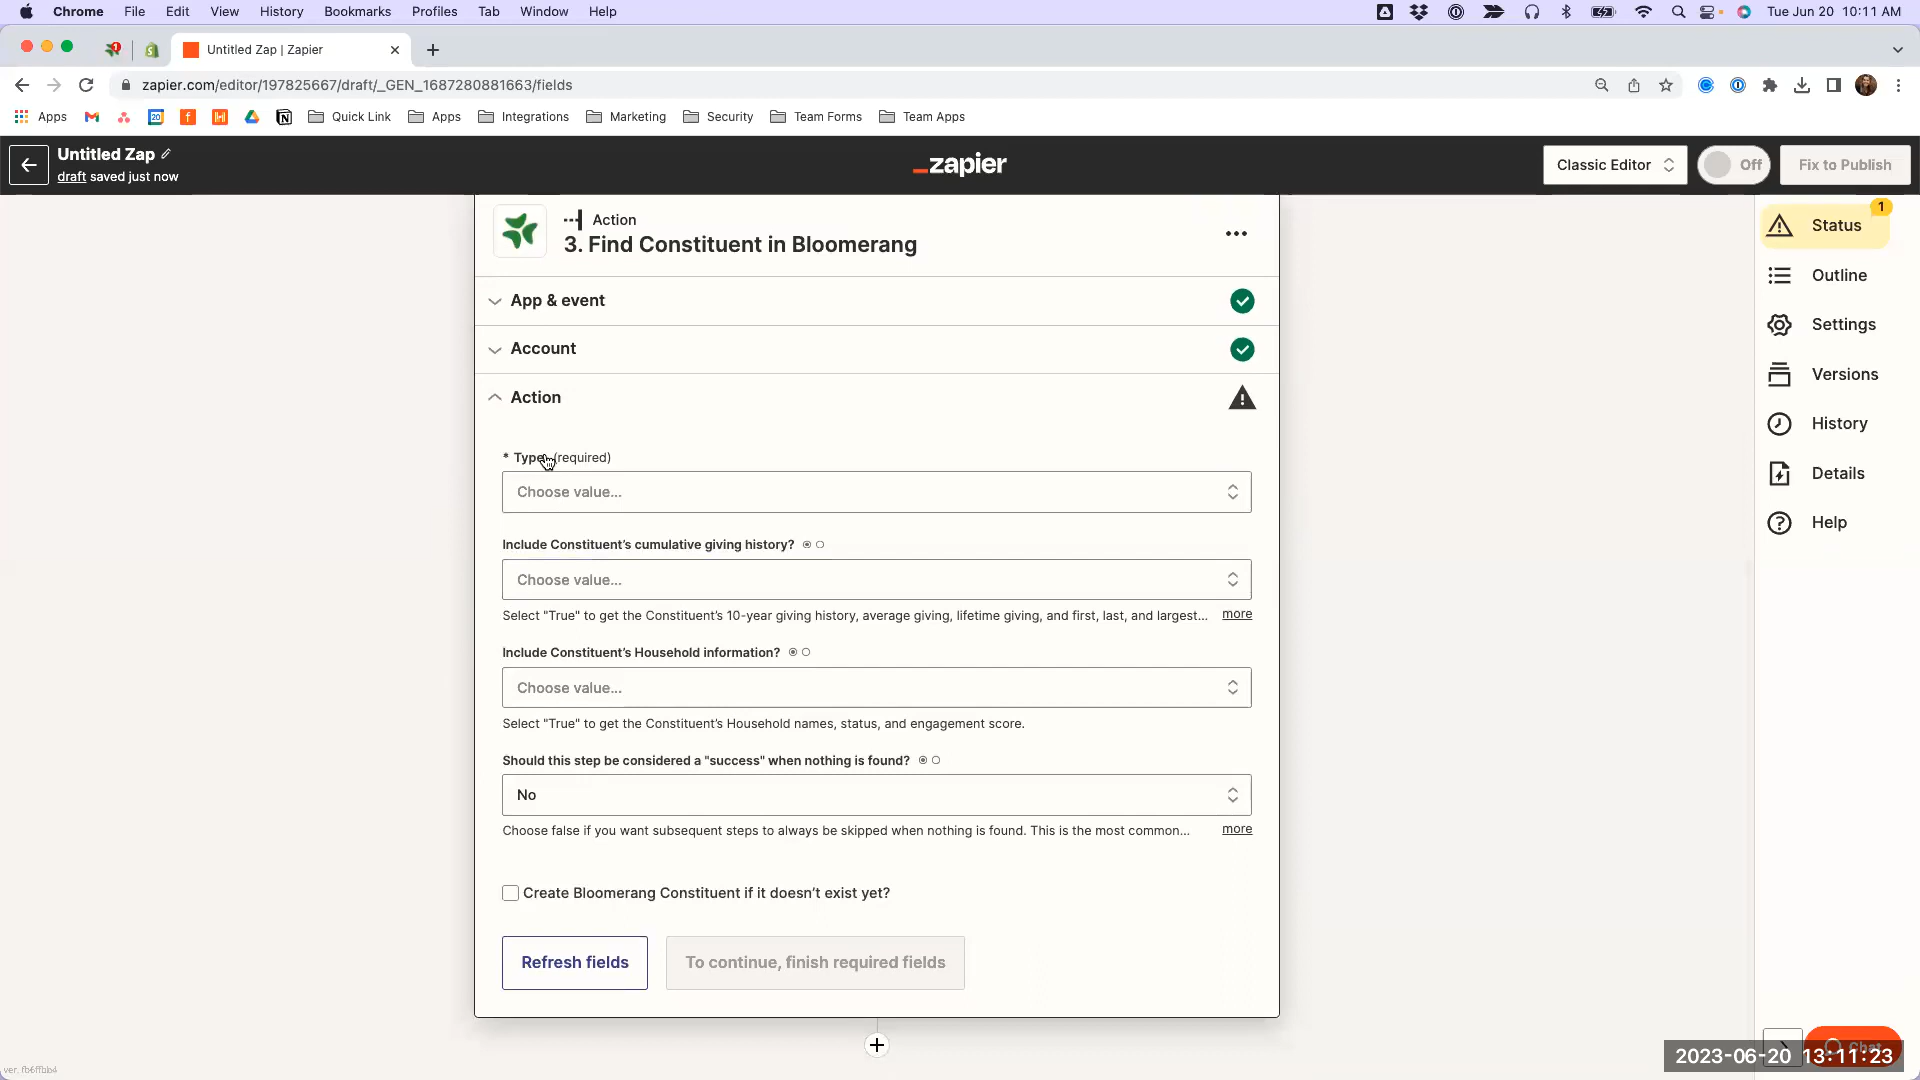 Chrome File Edit View History Bookmarks Profiles Tab Window Help Tue Jun 20 10:11 AM
Untitled Zap | Zapier
zapier.com/editor/197825667/draft/_GEN_1687280881663/fields
Apps Quick Link Apps Integrations Marketing Security Team Forms Team Apps
Untitled Zap
draft saved just now
_zapier
Classic Editor Off Fix to Publish
Action
3. Find Constituent in Bloomerang
App & event
Account
Action
* Type (required)
Choose value...
Include Constituent's cumulative giving history?
Choose value...
Select "True" to get the Constituent's 10-year giving history, average giving, lifetime giving, and first, last, and largest... more
Include Constituent's Household information?
Choose value...
Select "True" to get the Constituent's Household names, status, and engagement score.
Should this step be considered a "success" when nothing is found?
No
Choose false if you want subsequent steps to always be skipped when nothing is found. This is the most common... more
Create Bloomerang Constituent if it doesn't exist yet?
Refresh fields To continue, finish required fields
1
Status
Outline
Settings
Versions
History
Details
Help
Chat
2023-06-20 13:11:23
ver. fb6ffbb4